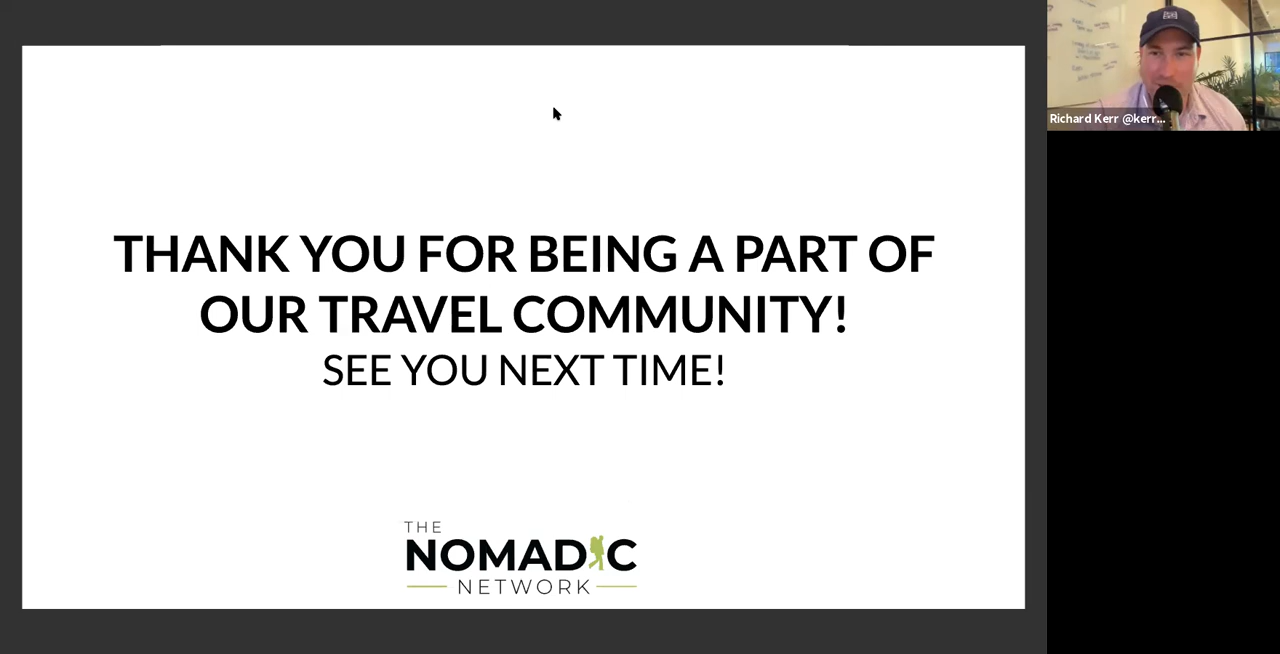 THANK YOU FOR BEING A PART OF
OUR TRAVEL COMMUNITY!
SEE YOU NEXT TIME!
THE
NOMADIC
NETWORK
Richard Kerr @kerr...